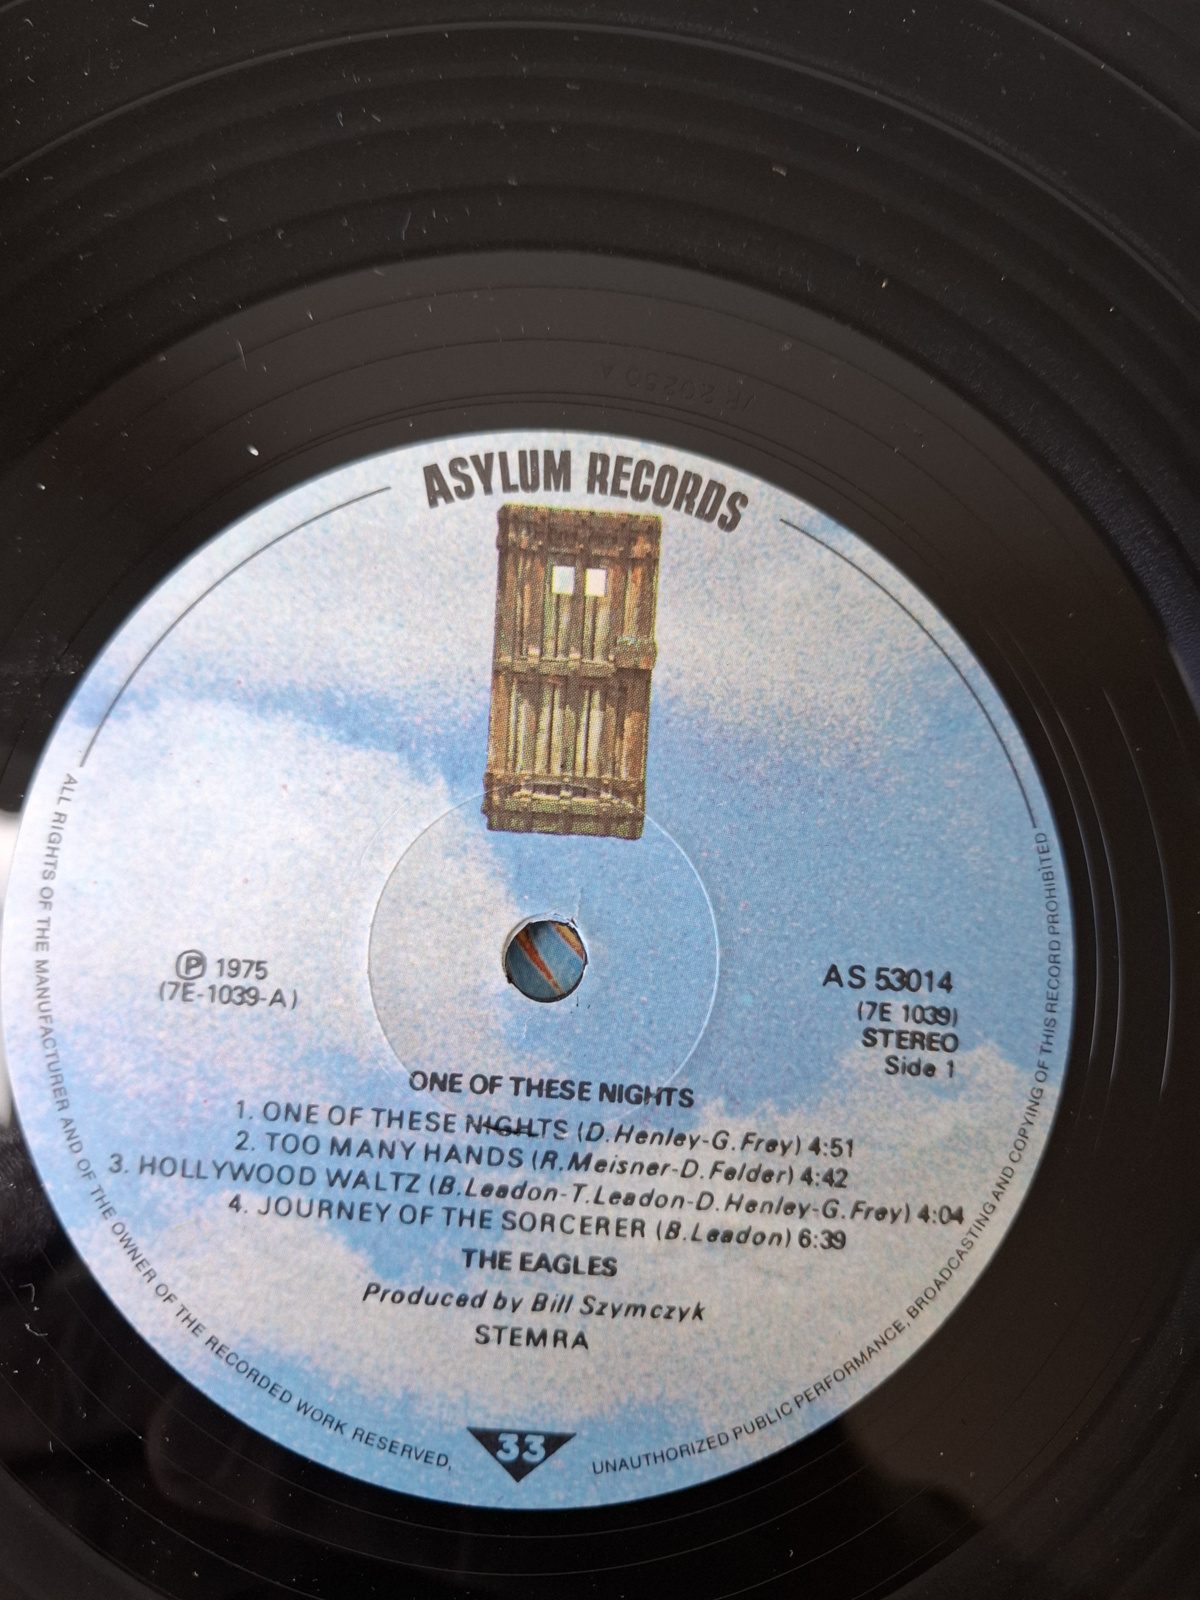 ASYLUM RECORDS
℗ 1975
(7E-1039-A)
AS 53014
(7E 1039)
STEREO
Side 1
ONE OF THESE NIGHTS
1. ONE OF THESE NIGHTS (D.Henley-G.Frey) 4:51
2. TOO MANY HANDS (R.Meisner-D.Felder) 4:42
3. HOLLYWOOD WALTZ (B.Leadon-T.Leadon-D.Henley-G.Frey) 4:04
4. JOURNEY OF THE SORCERER (B.Leadon) 6:39
THE EAGLES
Produced by Bill Szymczyk
STEMRA
33
ALL RIGHTS OF THE MANUFACTURER AND OF THE OWNER OF THE RECORDED WORK RESERVED, UNAUTHORIZED PUBLIC PERFORMANCE, BROADCASTING AND COPYING OF THIS RECORD PROHIBITED